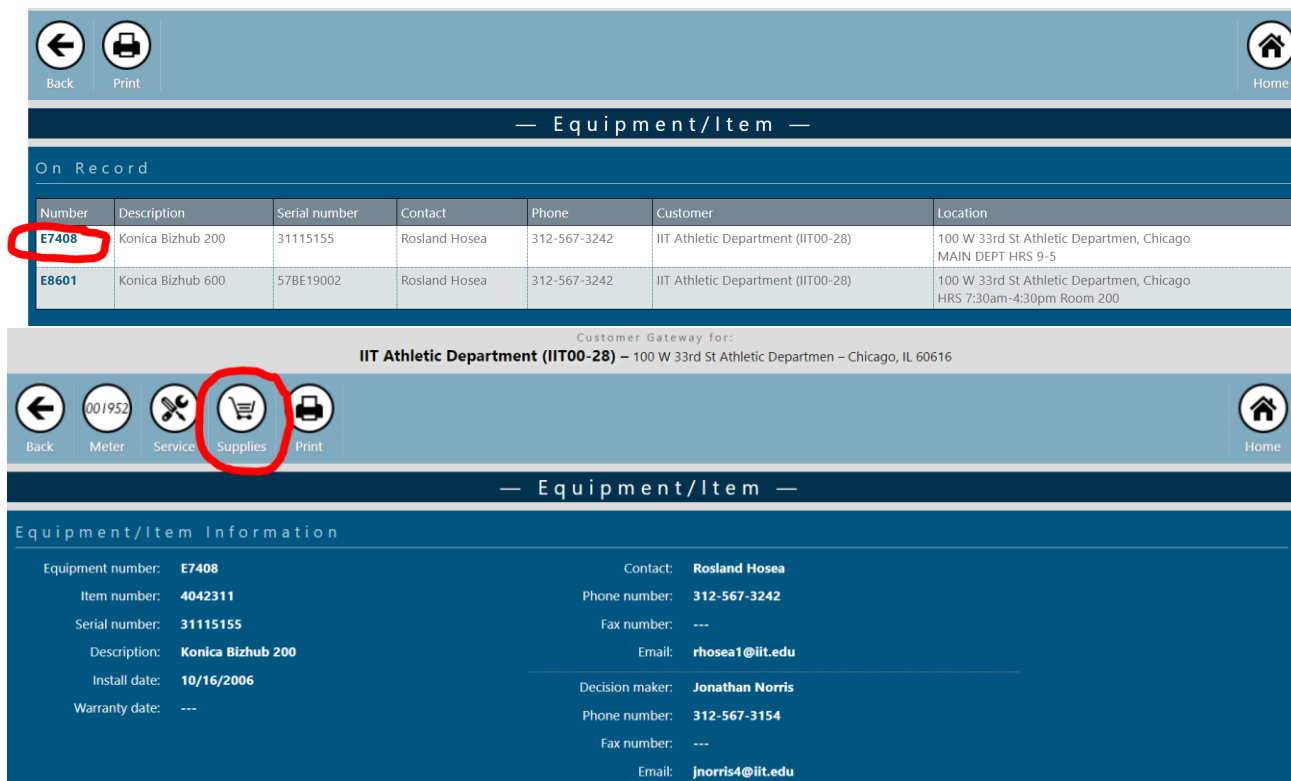 Back Print Home
— Equipment/Item —
On Record
Number Description Serial number Contact Phone Customer Location
E7408 Konica Bizhub 200 31115155 Rosland Hosea 312-567-3242 IIT Athletic Department (IIT00-28) 100 W 33rd St Athletic Departmen, Chicago
MAIN DEPT HRS 9-5
E8601 Konica Bizhub 600 57BE19002 Rosland Hosea 312-567-3242 IIT Athletic Department (IIT00-28) 100 W 33rd St Athletic Departmen, Chicago
HRS 7:30am-4:30pm Room 200
Customer Gateway for:
IIT Athletic Department (IIT00-28) – 100 W 33rd St Athletic Departmen – Chicago, IL 60616
001952
Back Meter Service Supplies Print Home
— Equipment/Item —
Equipment/Item Information
Equipment number: E7408 Contact: Rosland Hosea
Item number: 4042311 Phone number: 312-567-3242
Serial number: 31115155 Fax number: ---
Description: Konica Bizhub 200 Email: rhosea1@iit.edu
Install date: 10/16/2006 Decision maker: Jonathan Norris
Warranty date: --- Phone number: 312-567-3154
Fax number: ---
Email: jnorris4@iit.edu